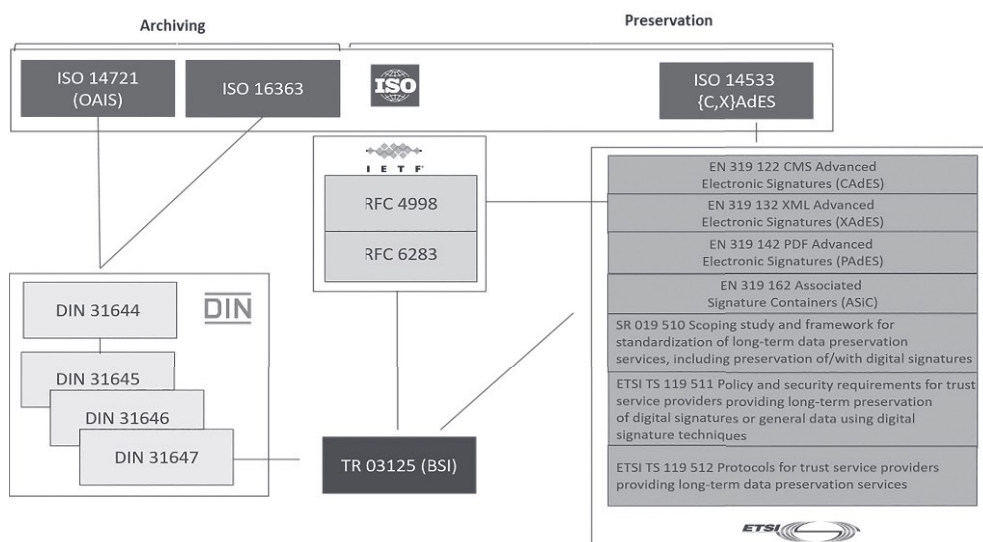 Archiving
Preservation
ISO 14721
(OAIS)
ISO 16363
ISO
ISO 14533
{C,X}AdES
IETF®
RFC 4998
RFC 6283
EN 319 122 CMS Advanced
Electronic Signatures (CAdES)
EN 319 132 XML Advanced
Electronic Signatures (XAdES)
EN 319 142 PDF Advanced
Electronic Signatures (PAdES)
EN 319 162 Associated
Signature Containers (ASiC)
SR 019 510 Scoping study and framework for
standardization of long-term data preservation
services, including preservation of/with digital signatures
ETSI TS 119 511 Policy and security requirements for trust
service providers providing long-term preservation
of digital signatures or general data using digital
signature techniques
ETSI TS 119 512 Protocols for trust service providers
providing long-term data preservation services
ETSI
DIN 31644
DIN
DIN 31645
DIN 31646
DIN 31647
TR 03125 (BSI)